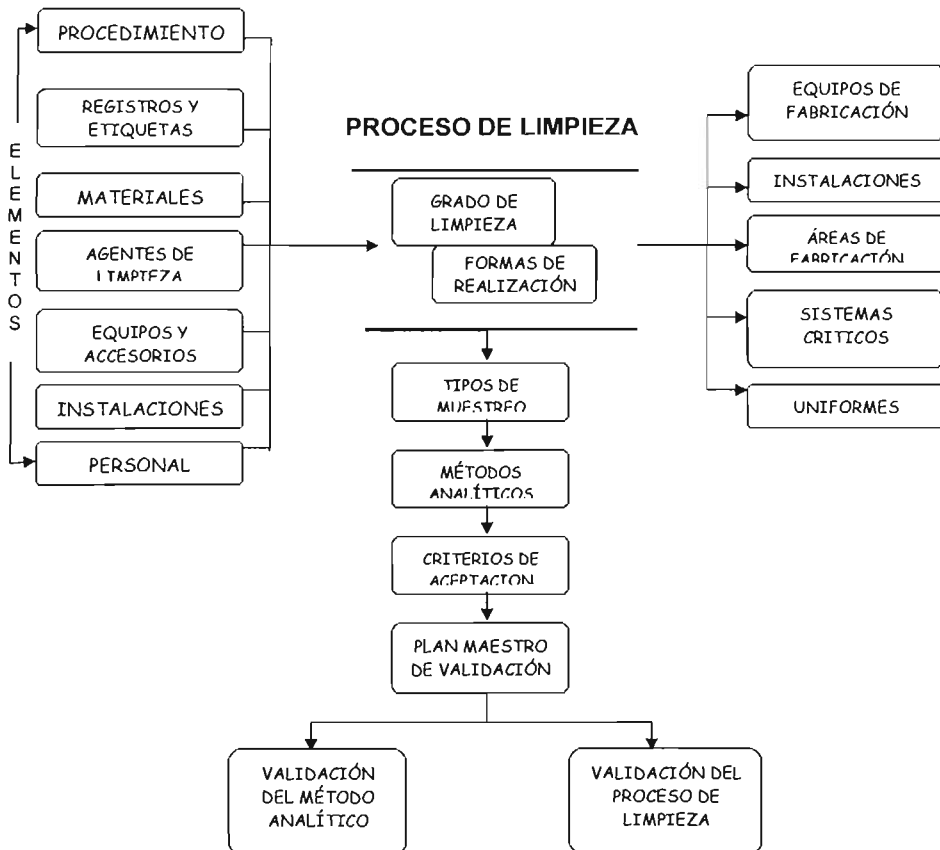 PROCEDIMIENTO
REGISTROS Y
ETIQUETAS
MATERIALES
AGENTES DE
LIMPIEZA
EQUIPOS Y
ACCESORIOS
INSTALACIONES
PERSONAL
ELEMENTOS
PROCESO DE LIMPIEZA
GRADO DE
LIMPIEZA
FORMAS DE
REALIZACIÓN
EQUIPOS DE
FABRICACIÓN
INSTALACIONES
ÁREAS DE
FABRICACIÓN
SISTEMAS
CRITICOS
UNIFORMES
TIPOS DE
MUESTREO
MÉTODOS
ANALÍTICOS
CRITERIOS DE
ACEPTACION
PLAN MAESTRO
DE VALIDACIÓN
VALIDACIÓN
DEL MÉTODO
ANALÍTICO
VALIDACIÓN DEL
PROCESO DE
LIMPIEZA